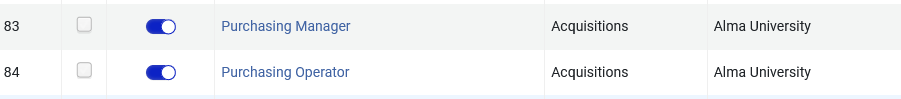 83 Purchasing Manager Acquisitions Alma University
84 Purchasing Operator Acquisitions Alma University